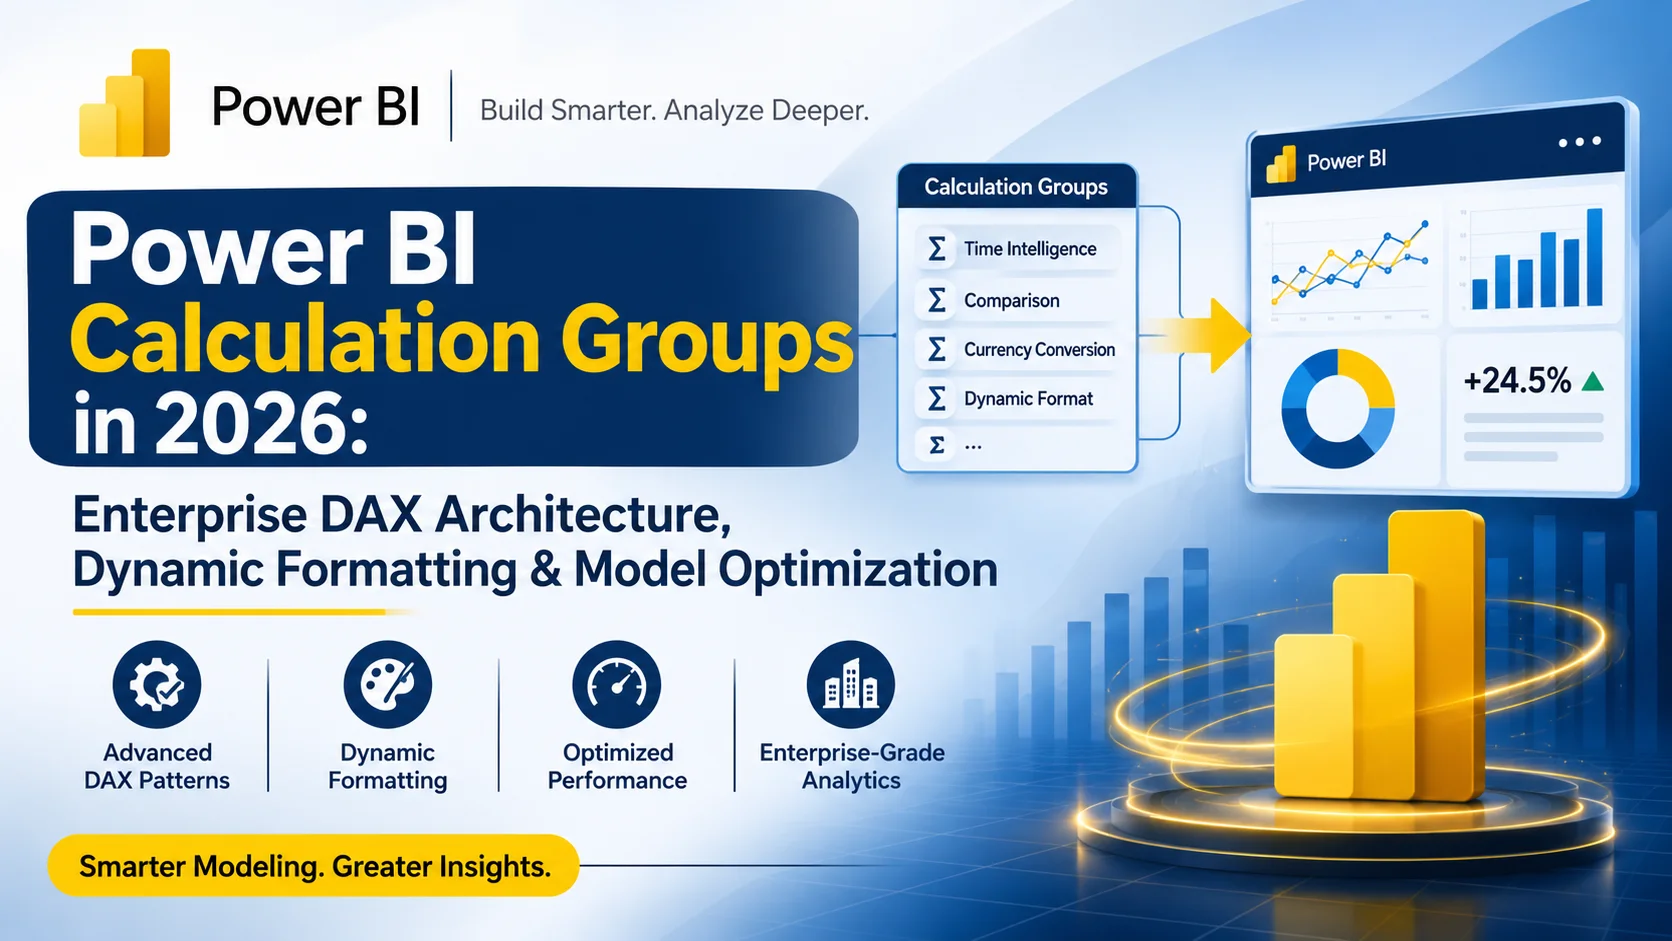 Power BI
Build Smarter. Analyze Deeper.
Power BI
Calculation Groups
in 2026:
Enterprise DAX Architecture,
Dynamic Formatting & Model Optimization
Advanced
DAX Patterns
Dynamic
Formatting
Optimized
Performance
Enterprise-Grade
Analytics
Smarter Modeling. Greater Insights.
Calculation Groups
Σ Time Intelligence
Σ Comparison
Σ Currency Conversion
Σ Dynamic Format
Σ ...
Power BI
+24.5%